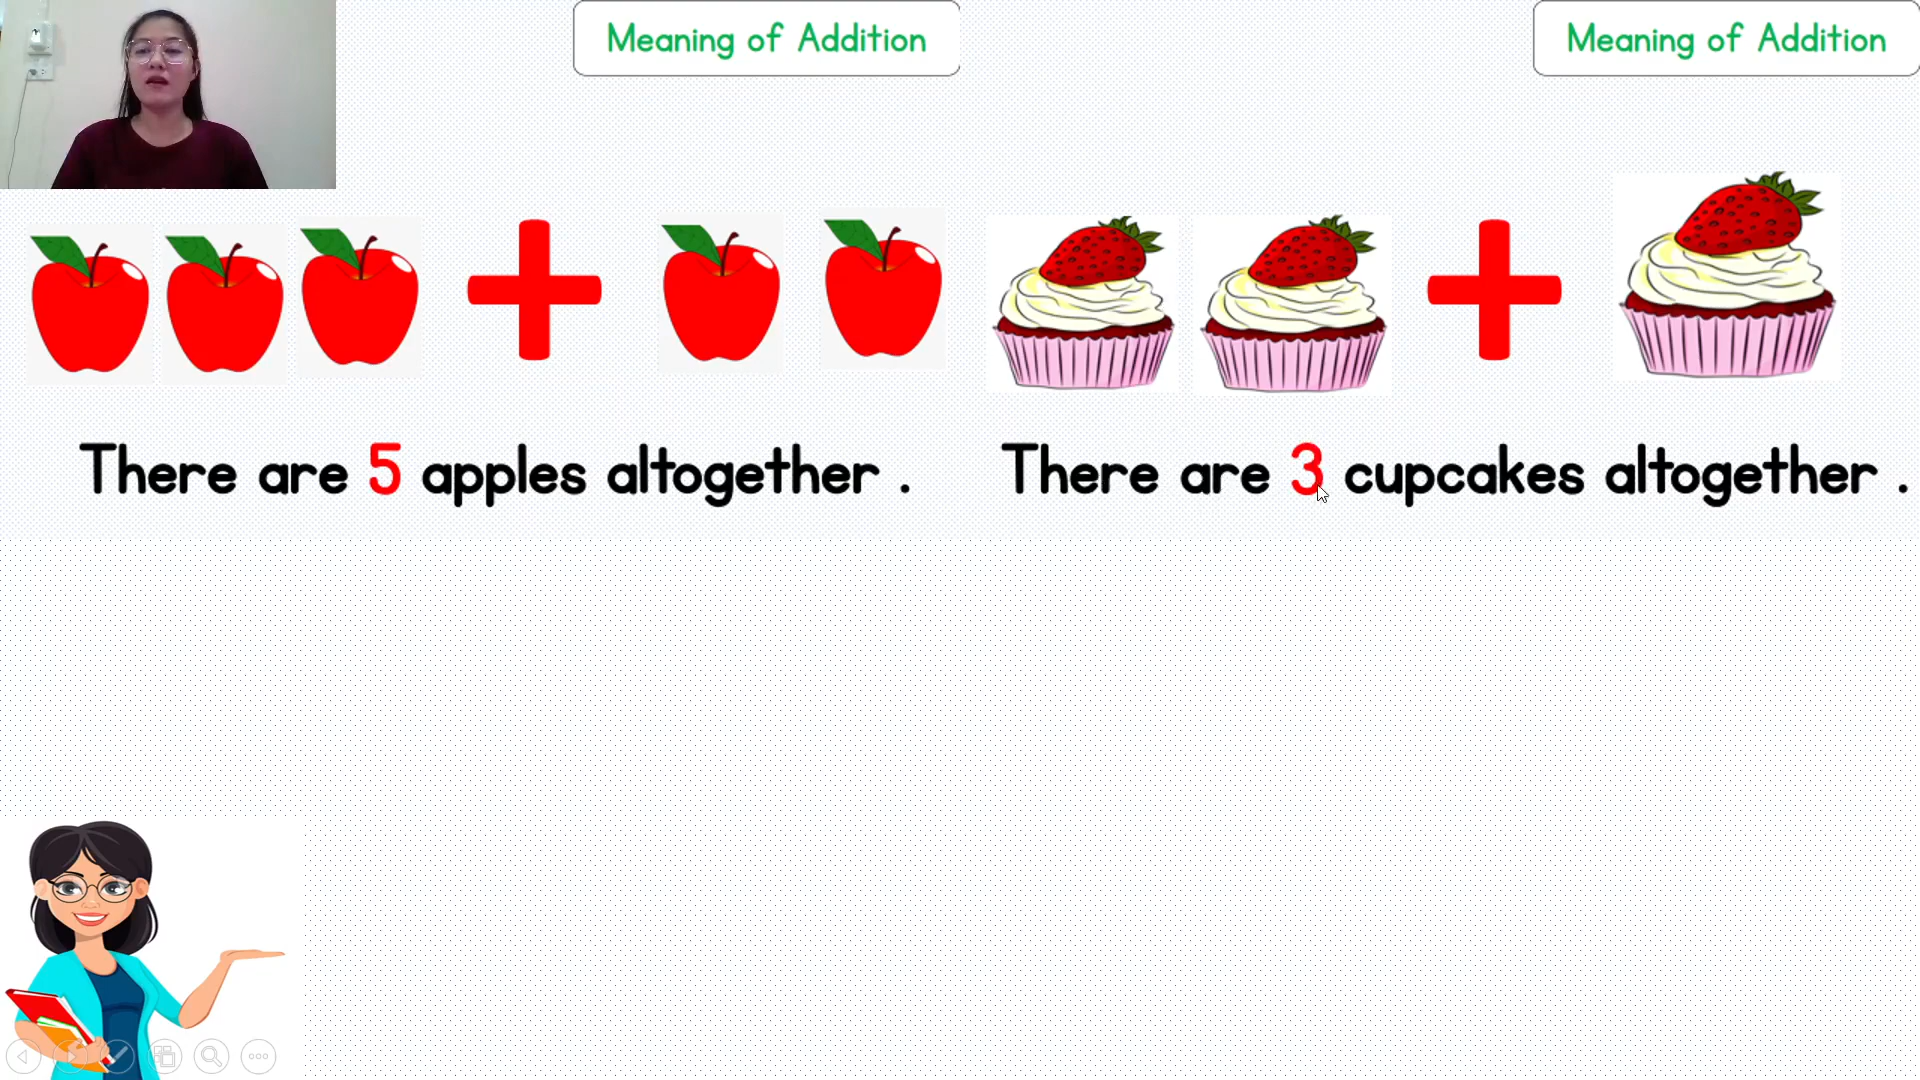 Meaning of Addition
There are 5 apples altogether .
Meaning of Addition
There are 3 cupcakes altogether .